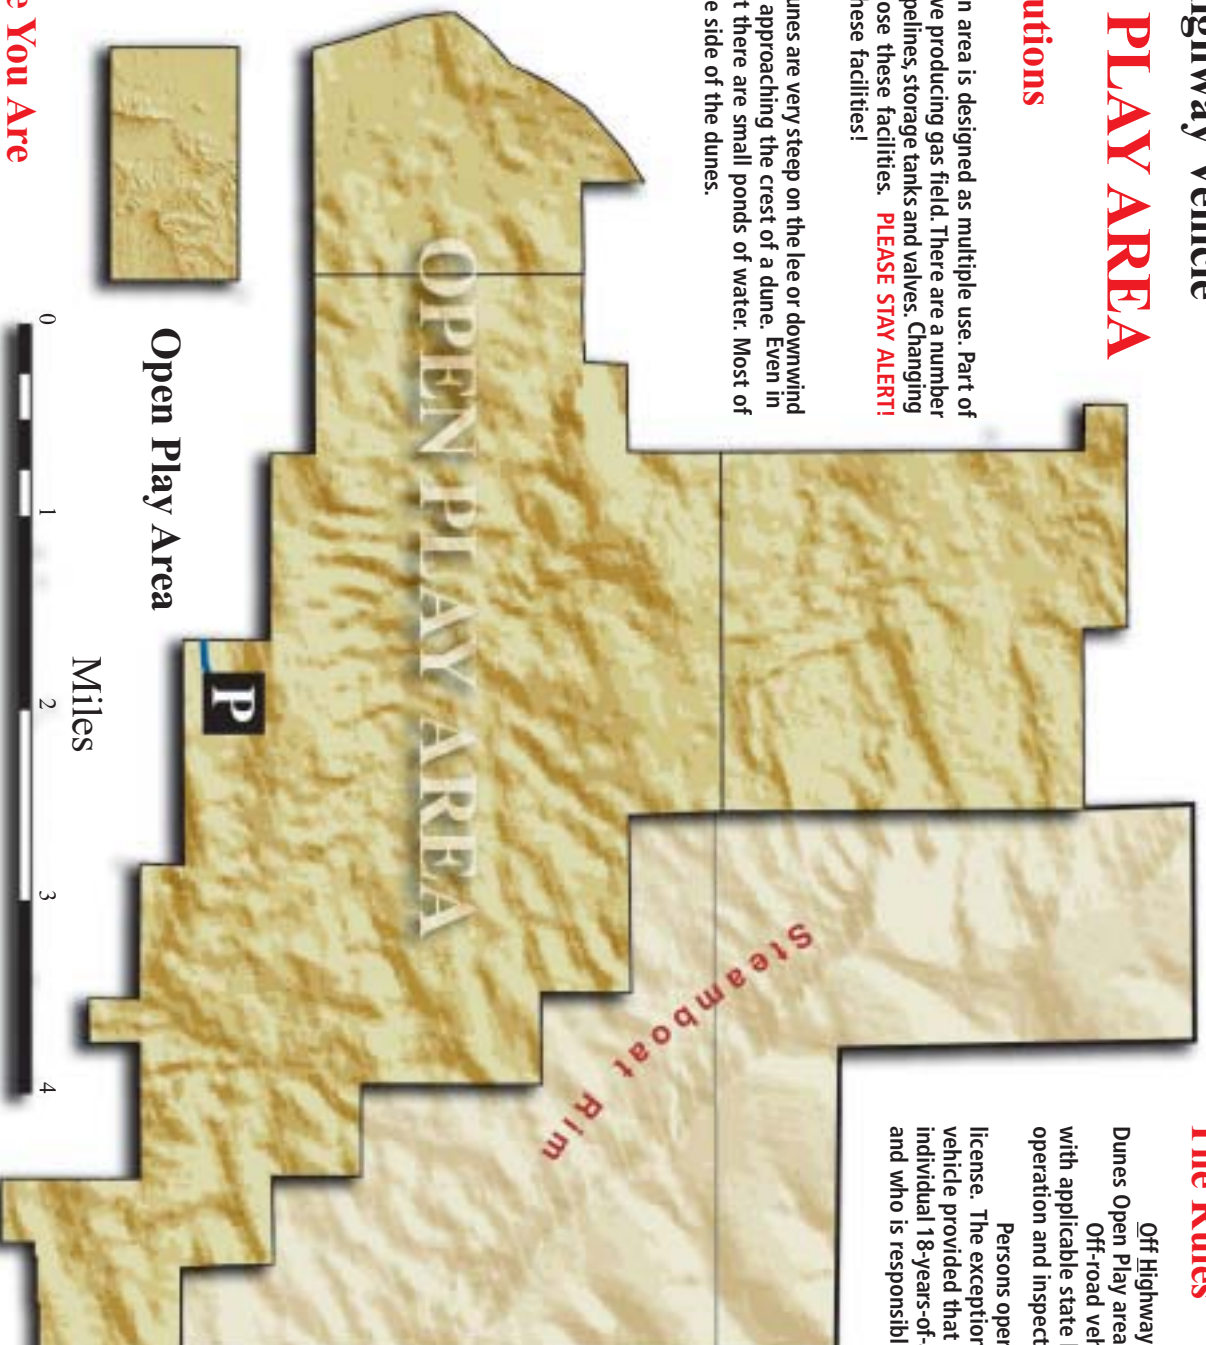 ighway Vehicle
PLAY AREA
utions
n area is designed as multiple use. Part of
ve producing gas field. There are a number
pelines, storage tanks and valves. Changing
ose these facilities. PLEASE STAY ALERT!
hese facilities!
unes are very steep on the lee or downwind
approaching the crest of a dune. Even in
t there are small ponds of water. Most of
e side of the dunes.
OPEN PLAY AREA
Steamboat Rim
P
Open Play Area
Miles
0 1 2 3 4
e You Are
The Rules
Off Highway
Dunes Open Play area
Off-road veh
with applicable state
operation and inspect
Persons oper
license. The exception
vehicle provided that
individual 18-years-of-
and who is responsibl